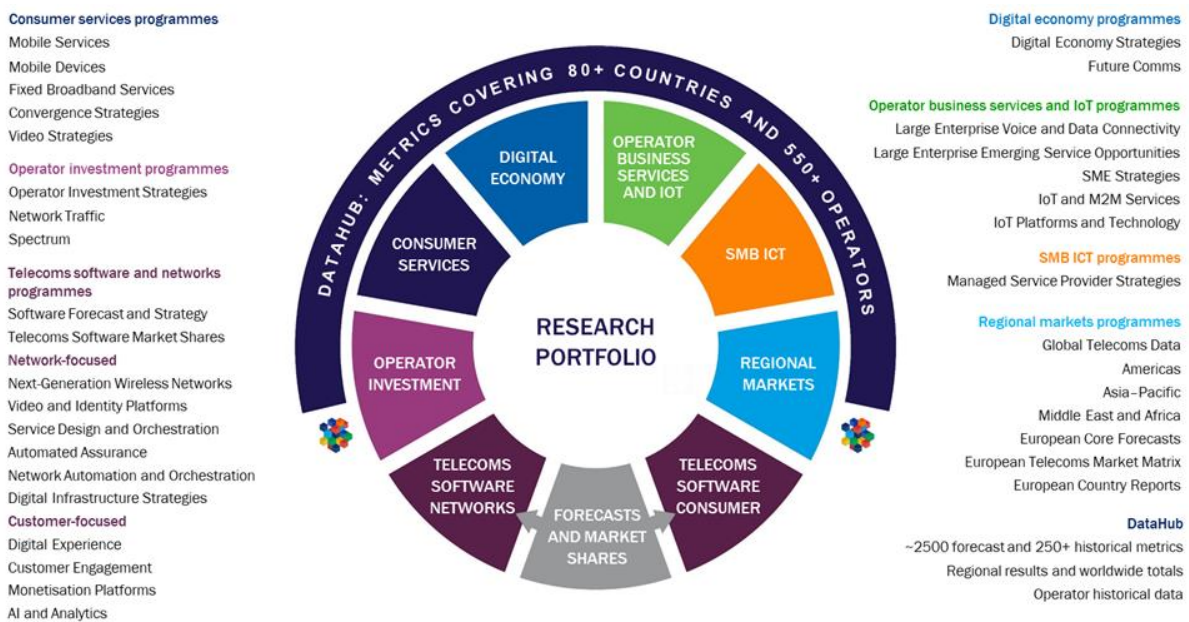 Consumer services programmes
Mobile Services
Mobile Devices
Fixed Broadband Services
Convergence Strategies
Video Strategies
Operator investment programmes
Operator Investment Strategies
Network Traffic
Spectrum
Telecoms software and networks
programmes
Software Forecast and Strategy
Telecoms Software Market Shares
Network-focused
Next-Generation Wireless Networks
Video and Identity Platforms
Service Design and Orchestration
Automated Assurance
Network Automation and Orchestration
Digital Infrastructure Strategies
Customer-focused
Digital Experience
Customer Engagement
Monetisation Platforms
AI and Analytics
DATAHUB: METRICS COVERING 80+ COUNTRIES AND 550+ OPERATORS
DIGITAL
ECONOMY
OPERATOR
BUSINESS
SERVICES
AND IOT
CONSUMER
SERVICES
SMB ICT
RESEARCH
PORTFOLIO
OPERATOR
INVESTMENT
REGIONAL
MARKETS
TELECOMS
SOFTWARE
NETWORKS
FORECASTS
AND MARKET
SHARES
TELECOMS
SOFTWARE
CONSUMER
Digital economy programmes
Digital Economy Strategies
Future Comms
Operator business services and IoT programmes
Large Enterprise Voice and Data Connectivity
Large Enterprise Emerging Service Opportunities
SME Strategies
IoT and M2M Services
IoT Platforms and Technology
SMB ICT programmes
Managed Service Provider Strategies
Regional markets programmes
Global Telecoms Data
Americas
Asia–Pacific
Middle East and Africa
European Core Forecasts
European Telecoms Market Matrix
European Country Reports
DataHub
~2500 forecast and 250+ historical metrics
Regional results and worldwide totals
Operator historical data